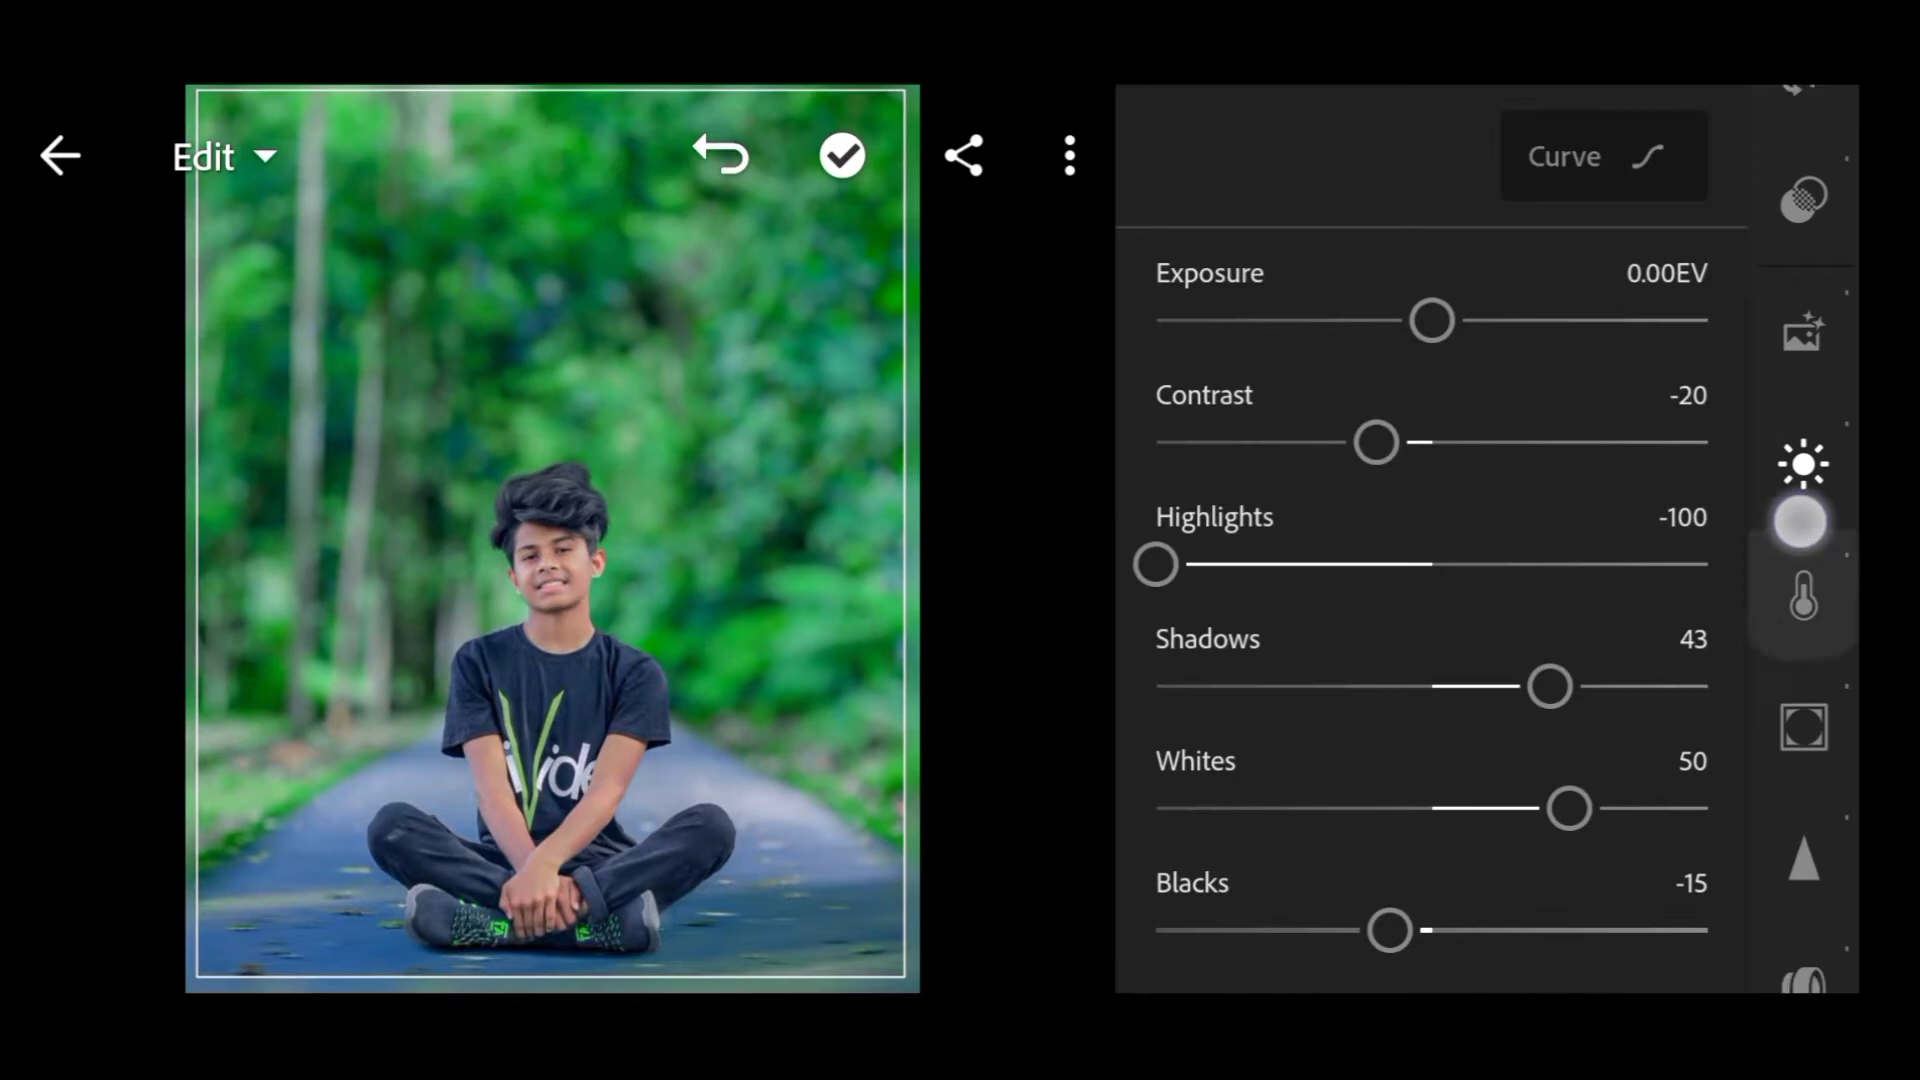 Edit
Curve
Exposure 0.00EV
Contrast -20
Highlights -100
Shadows 43
Whites 50
Blacks -15